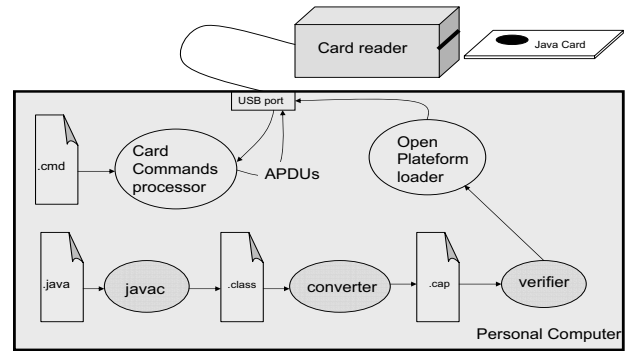 Card reader
Java Card
USB port
.cmd
Card
Commands
processor
APDUs
Open
Plateform
loader
.java
javac
.class
converter
.cap
verifier
Personal Computer